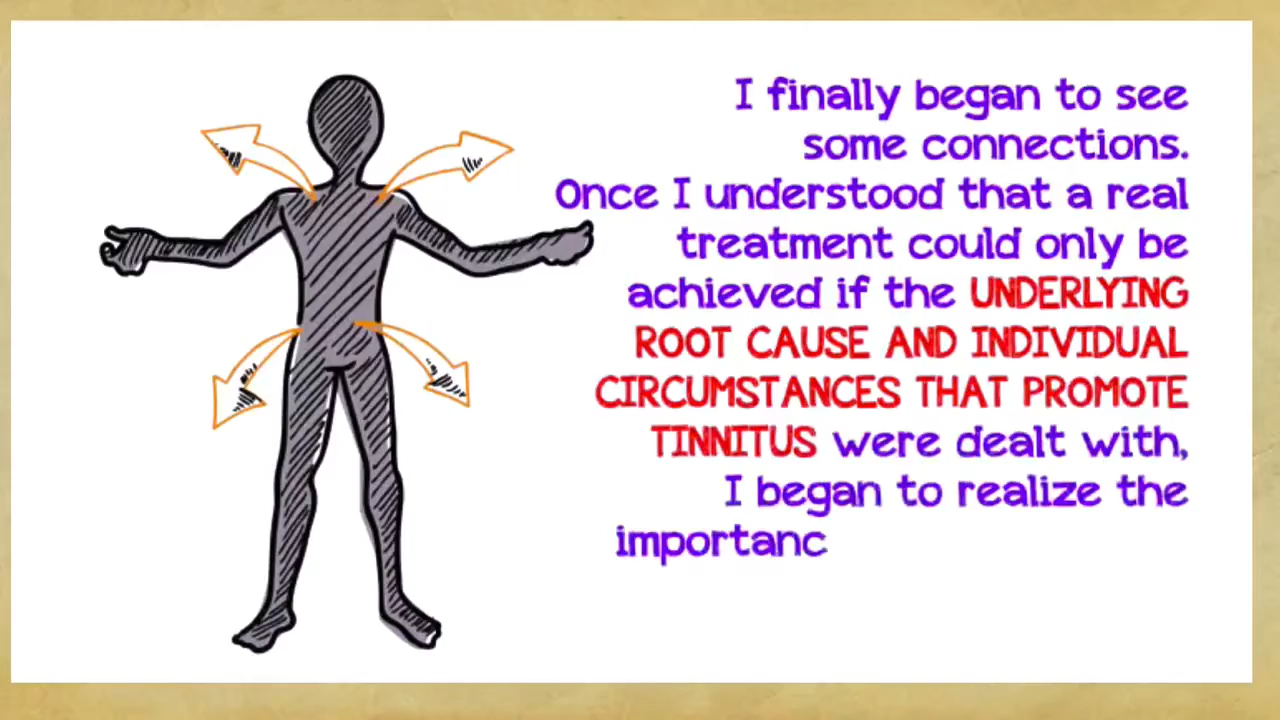 I finally began to see
some connections.
Once I understood that a real
treatment could only be
achieved if the UNDERLYING
ROOT CAUSE AND INDIVIDUAL
CIRCUMSTANCES THAT PROMOTE
TINNITUS were dealt with,
I began to realize the
importanc